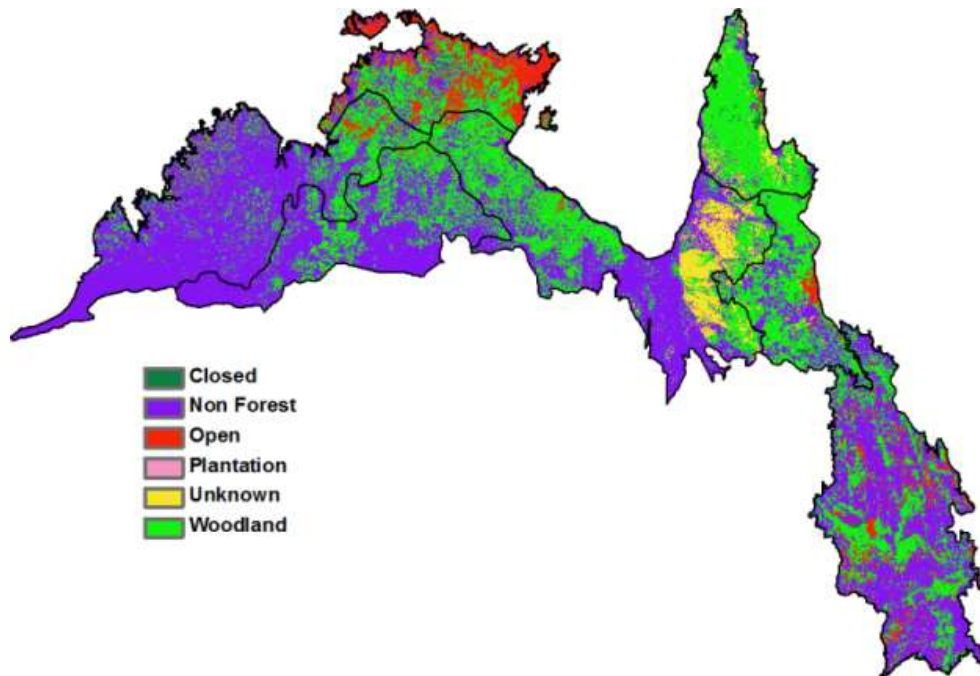 Closed
Non Forest
Open
Plantation
Unknown
Woodland